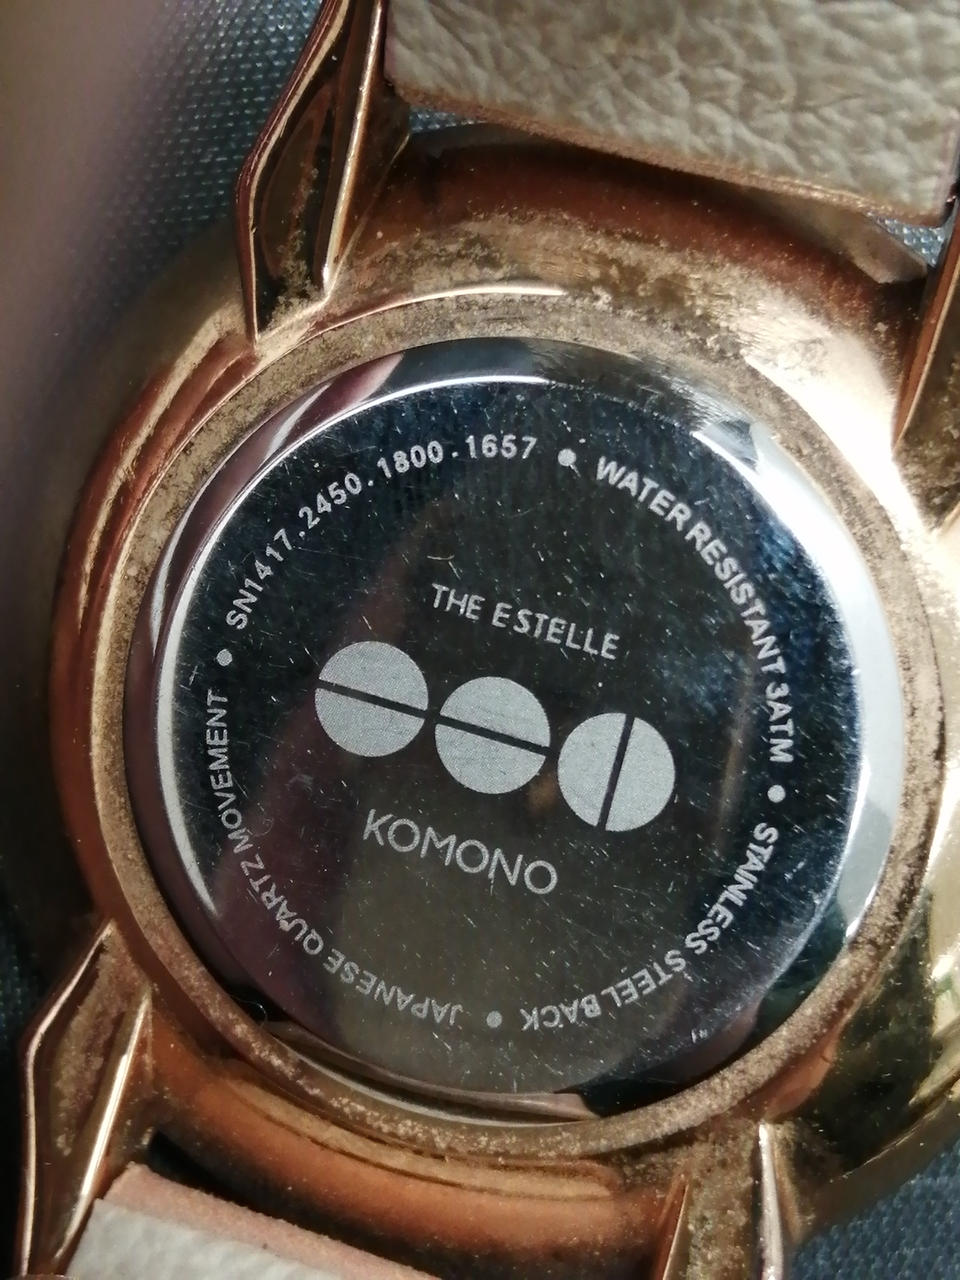 SN1417.2450.1800.1657 • WATER RESISTANT 3ATM • STAINLESS STEEL BACK • JAPANESE QUARTZ MOVEMENT •
THE ESTELLE
KOMONO